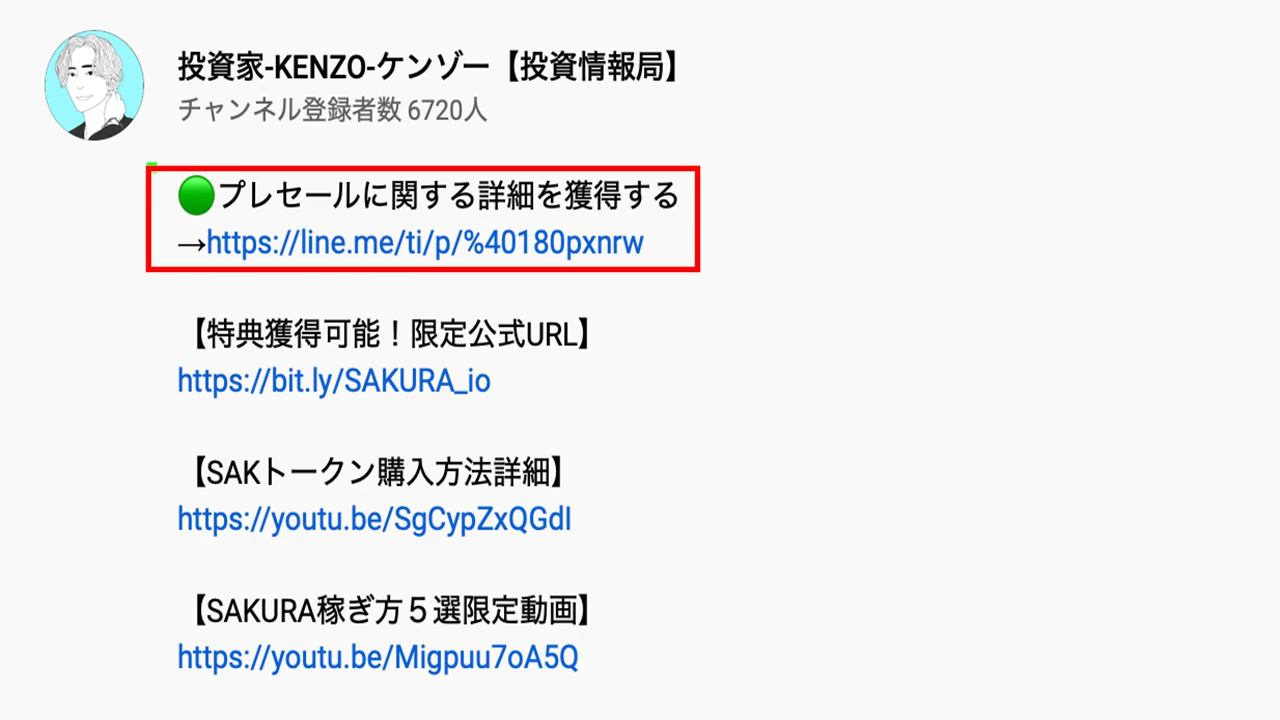 投資家-KENZO-ケンゾー【投資情報局】
チャンネル登録者数 6720人
🟢プレセールに関する詳細を獲得する
→https://line.me/ti/p/%40180pxnrw
【特典獲得可能！限定公式URL】
https://bit.ly/SAKURA_io
【SAKトークン購入方法詳細】
https://youtu.be/SgCypZxQGdI
【SAKURA稼ぎ方５選限定動画】
https://youtu.be/Migpuu7oA5Q